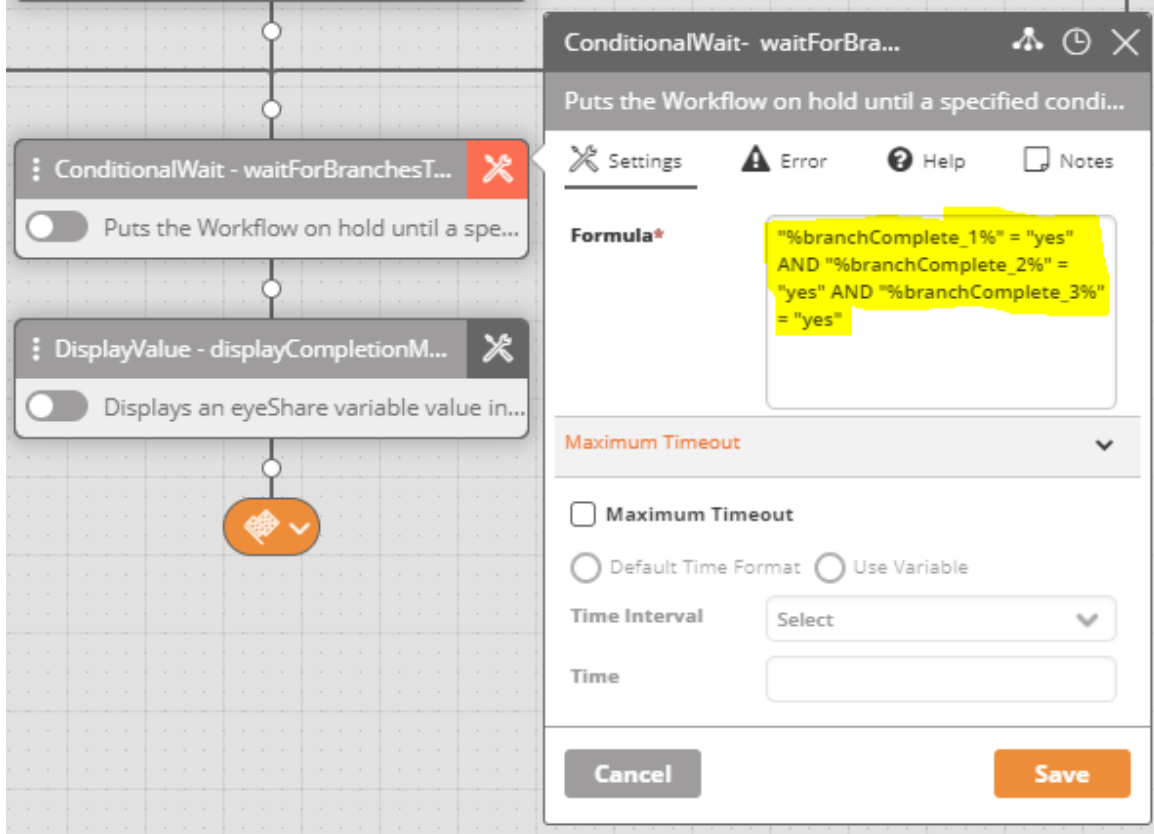 ConditionalWait - waitForBranchesT...
Puts the Workflow on hold until a spe...
DisplayValue - displayCompletionM...
Displays an eyeShare variable value in...
ConditionalWait- waitForBra...
Puts the Workflow on hold until a specified condi...
Settings
Error
Help
Notes
Formula*
"%branchComplete_1%" = "yes"
AND "%branchComplete_2%" =
"yes" AND "%branchComplete_3%"
= "yes"
Maximum Timeout
Maximum Timeout
Default Time Format
Use Variable
Time Interval
Select
Time
Cancel
Save